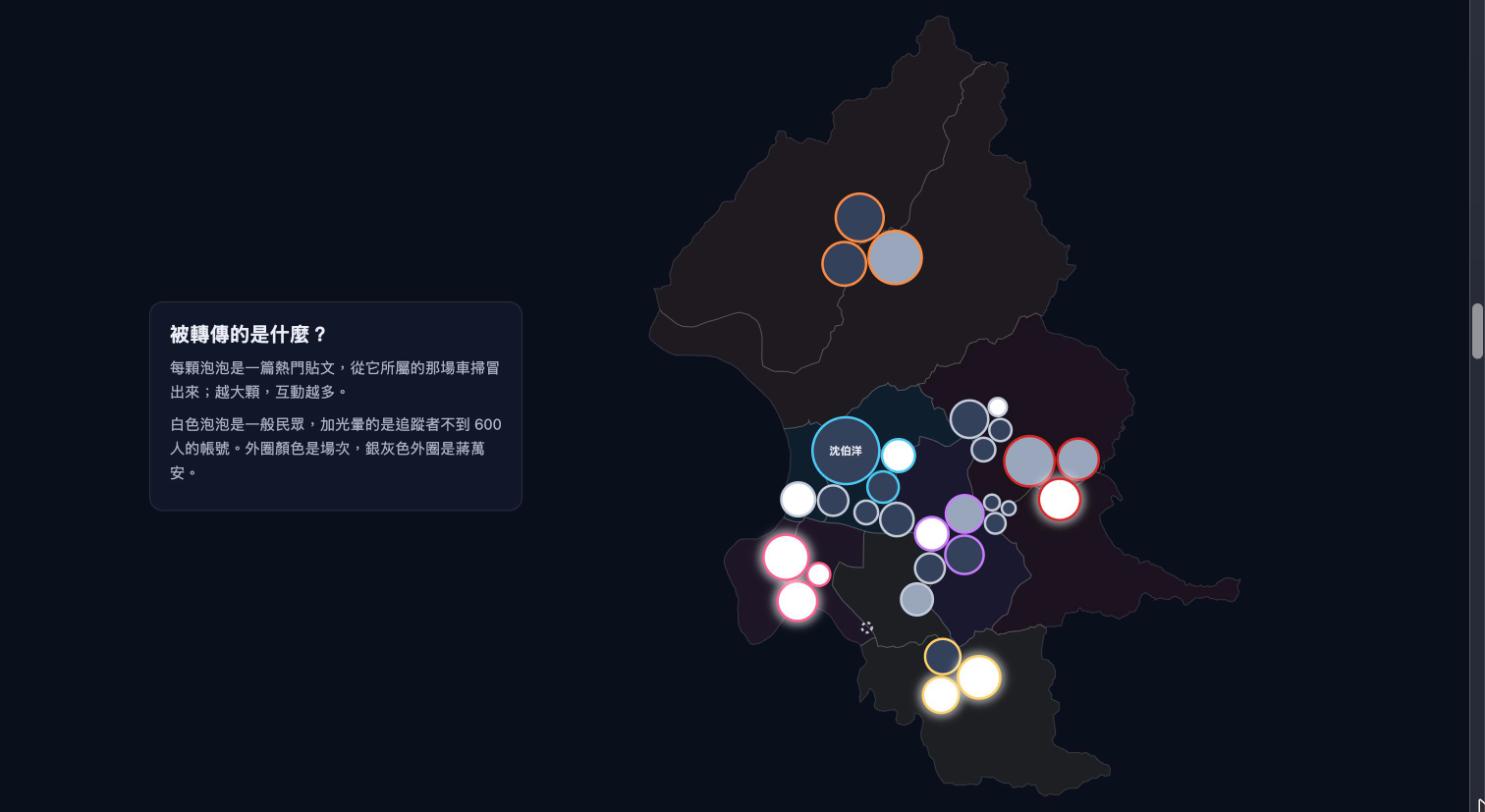 被轉傳的是什麼？
每顆泡泡是一篇熱門貼文，從它所屬的那場車掃冒
出來；越大顆，互動越多。
白色泡泡是一般民眾，加光暈的是追蹤者不到 600
人的帳號。外圈顏色是場次，銀灰色外圈是蔣萬
安。
沈伯洋